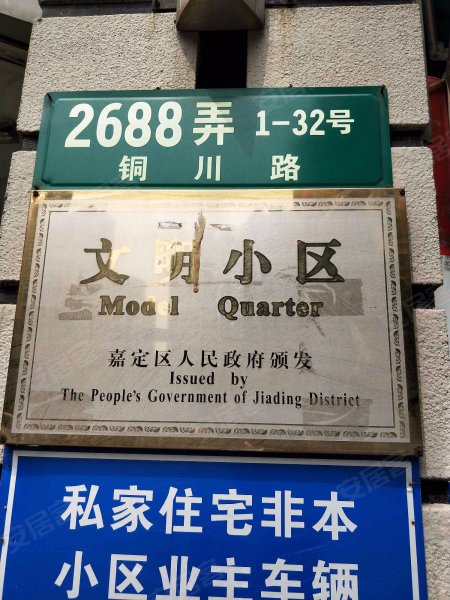 2688弄 1-32号
铜川路
文明小区
Model Quarter
嘉定区人民政府颁发
Issued by
The People's Government of Jiading District
私家住宅非本
小区业主车辆